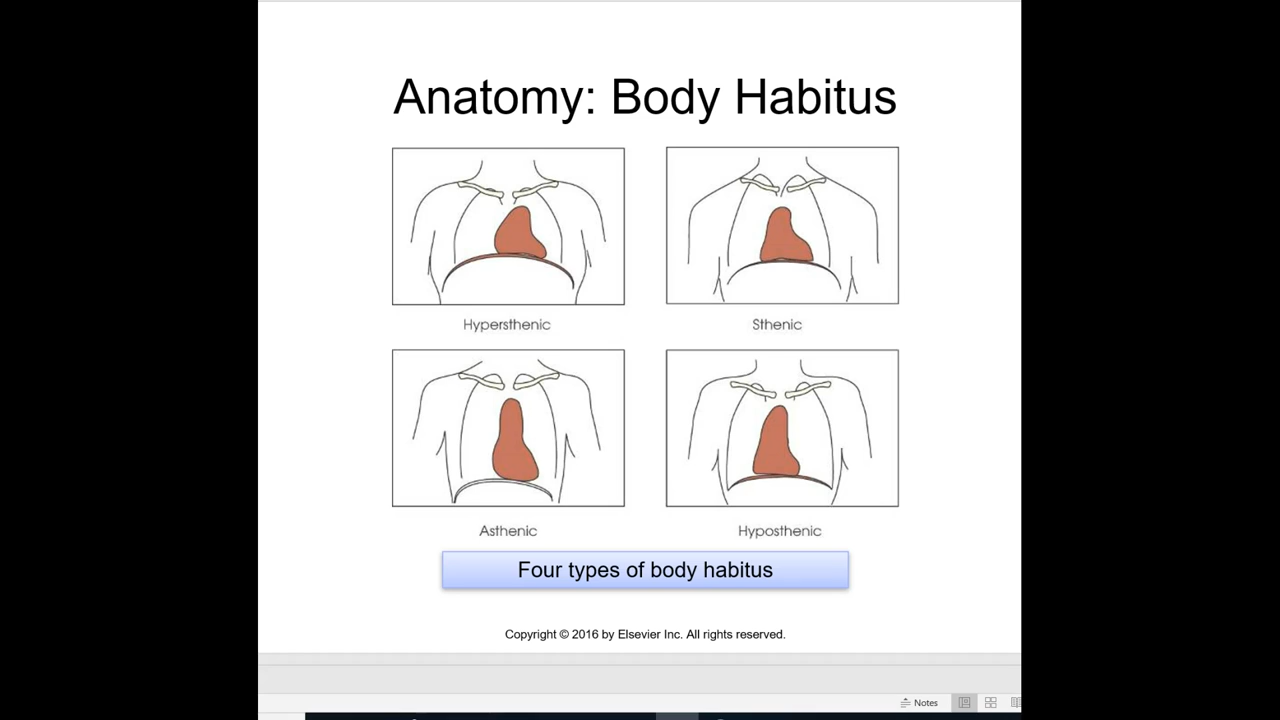 Anatomy: Body Habitus
Hypersthenic
Sthenic
Asthenic
Hyposthenic
Four types of body habitus
Copyright © 2016 by Elsevier Inc. All rights reserved.
Notes